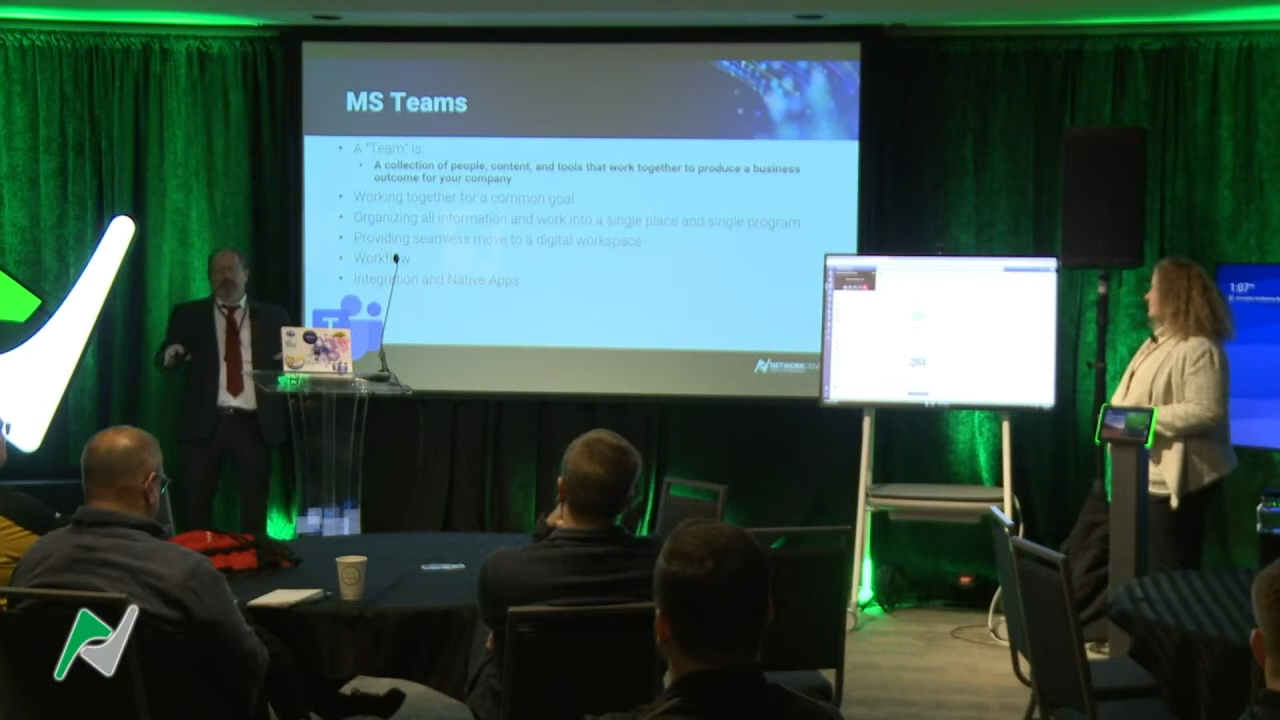 MS Teams
• A "Team" is:
• A collection of people, content, and tools that work together to produce a business
outcome for your company
• Working together for a common goal
• Organizing all information and work into a single place and single program
• Providing seamless move to a digital workspace
• Workflow
• Integration and Native Apps
1:07